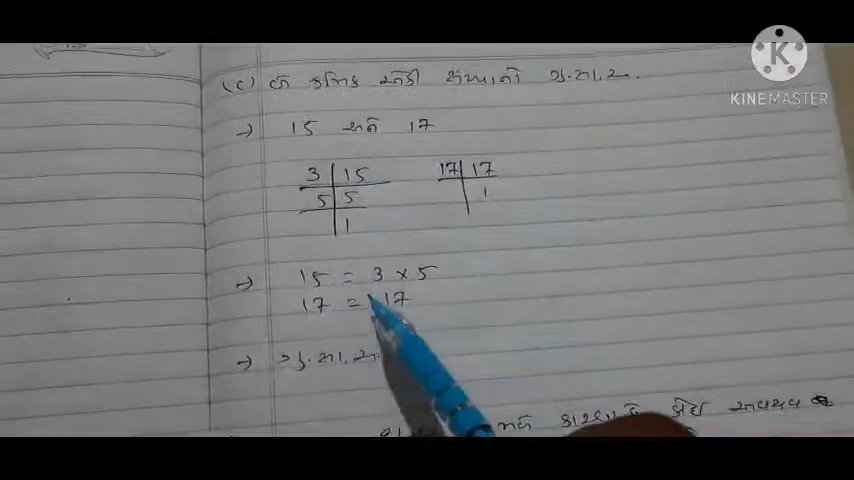 (c) બે ક્રમિક એકી સંખ્યાનો ગુ.સા.અ.
→ 15 અને 17
3 | 15    17 | 17
5 | 5    | 1
| 1
→ 15 = 3 × 5
17 = 17
→ ગુ.સા.અ.
કોઈ અવયવ
KINEMASTER